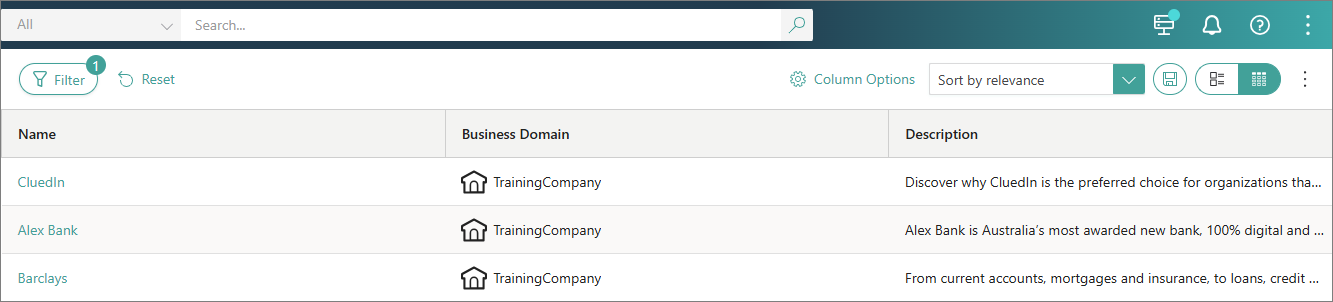 All Search...
Filter 1 Reset Column Options Sort by relevance
Name Business Domain Description
CluedIn TrainingCompany Discover why CluedIn is the preferred choice for organizations tha...
Alex Bank TrainingCompany Alex Bank is Australia's most awarded new bank, 100% digital and ...
Barclays TrainingCompany From current accounts, mortgages and insurance, to loans, credit ...